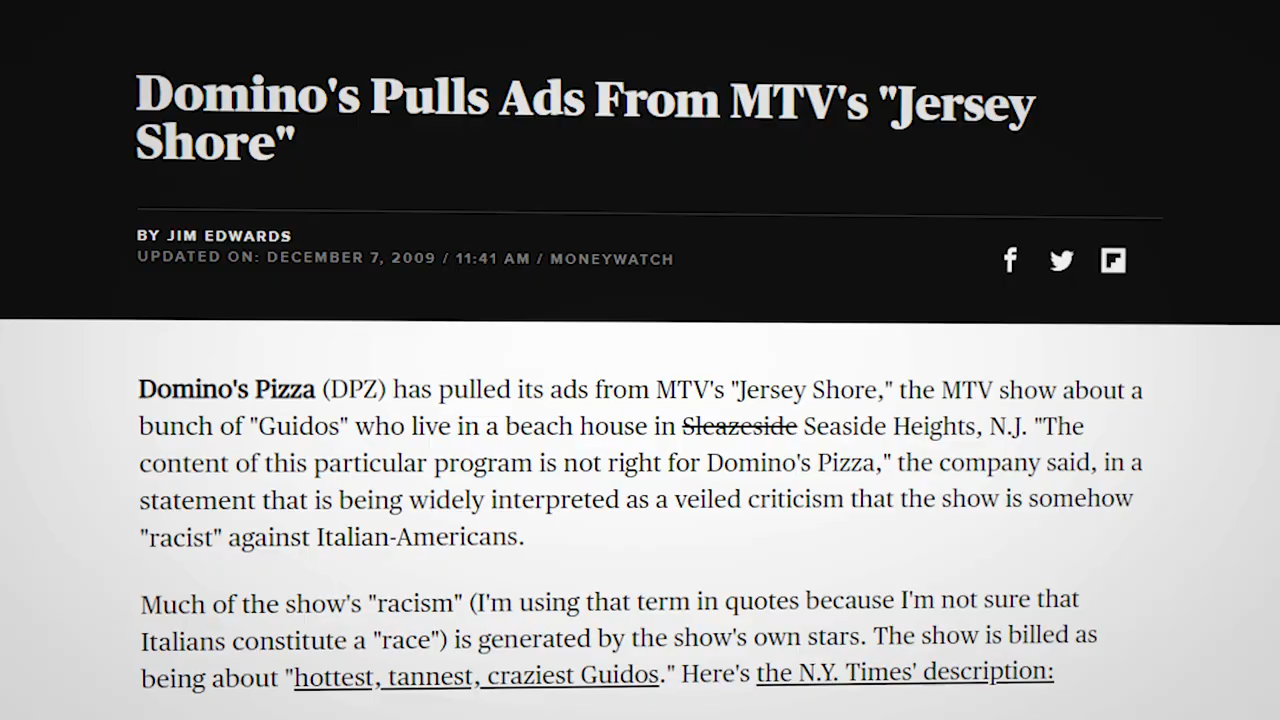 Domino's Pulls Ads From MTV's "Jersey
Shore"
BY JIM EDWARDS
UPDATED ON: DECEMBER 7, 2009 / 11:41 AM / MONEYWATCH
Domino's Pizza (DPZ) has pulled its ads from MTV's "Jersey Shore," the MTV show about a
bunch of "Guidos" who live in a beach house in Sleazeside Seaside Heights, N.J. "The
content of this particular program is not right for Domino's Pizza," the company said, in a
statement that is being widely interpreted as a veiled criticism that the show is somehow
"racist" against Italian-Americans.
Much of the show's "racism" (I'm using that term in quotes because I'm not sure that
Italians constitute a "race") is generated by the show's own stars. The show is billed as
being about "hottest, tannest, craziest Guidos." Here's the N.Y. Times' description: